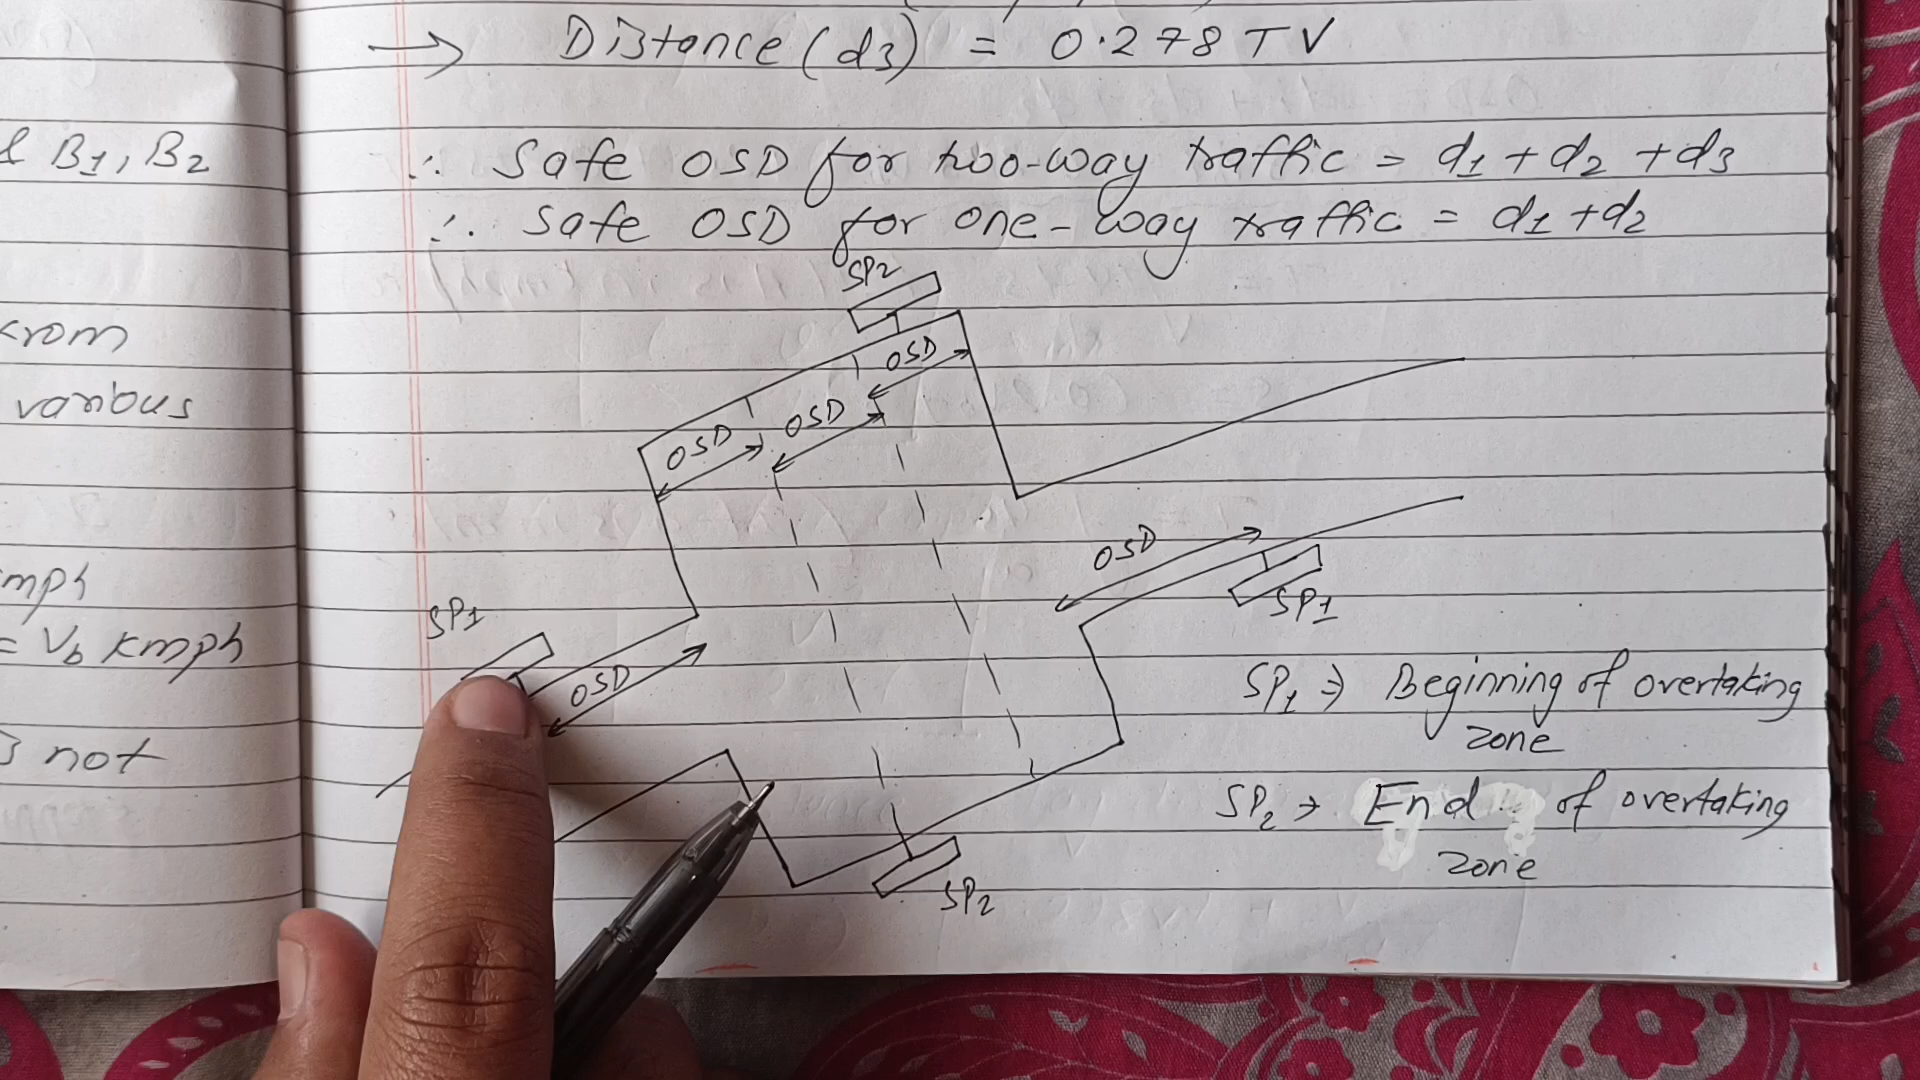 → Distance (d3) = 0.278 TV
∴ Safe OSD for two-way traffic = d1 + d2 + d3
∴ Safe OSD for one-way traffic = d1 + d2
SP2
OSD
OSD
OSD
OSD
SP1
SP1
OSD
SP1 ⇒ Beginning of overtaking
zone
SP2 → End of overtaking
zone
SP2
& B1, B2
from
various
mph
= Vb kmph
not